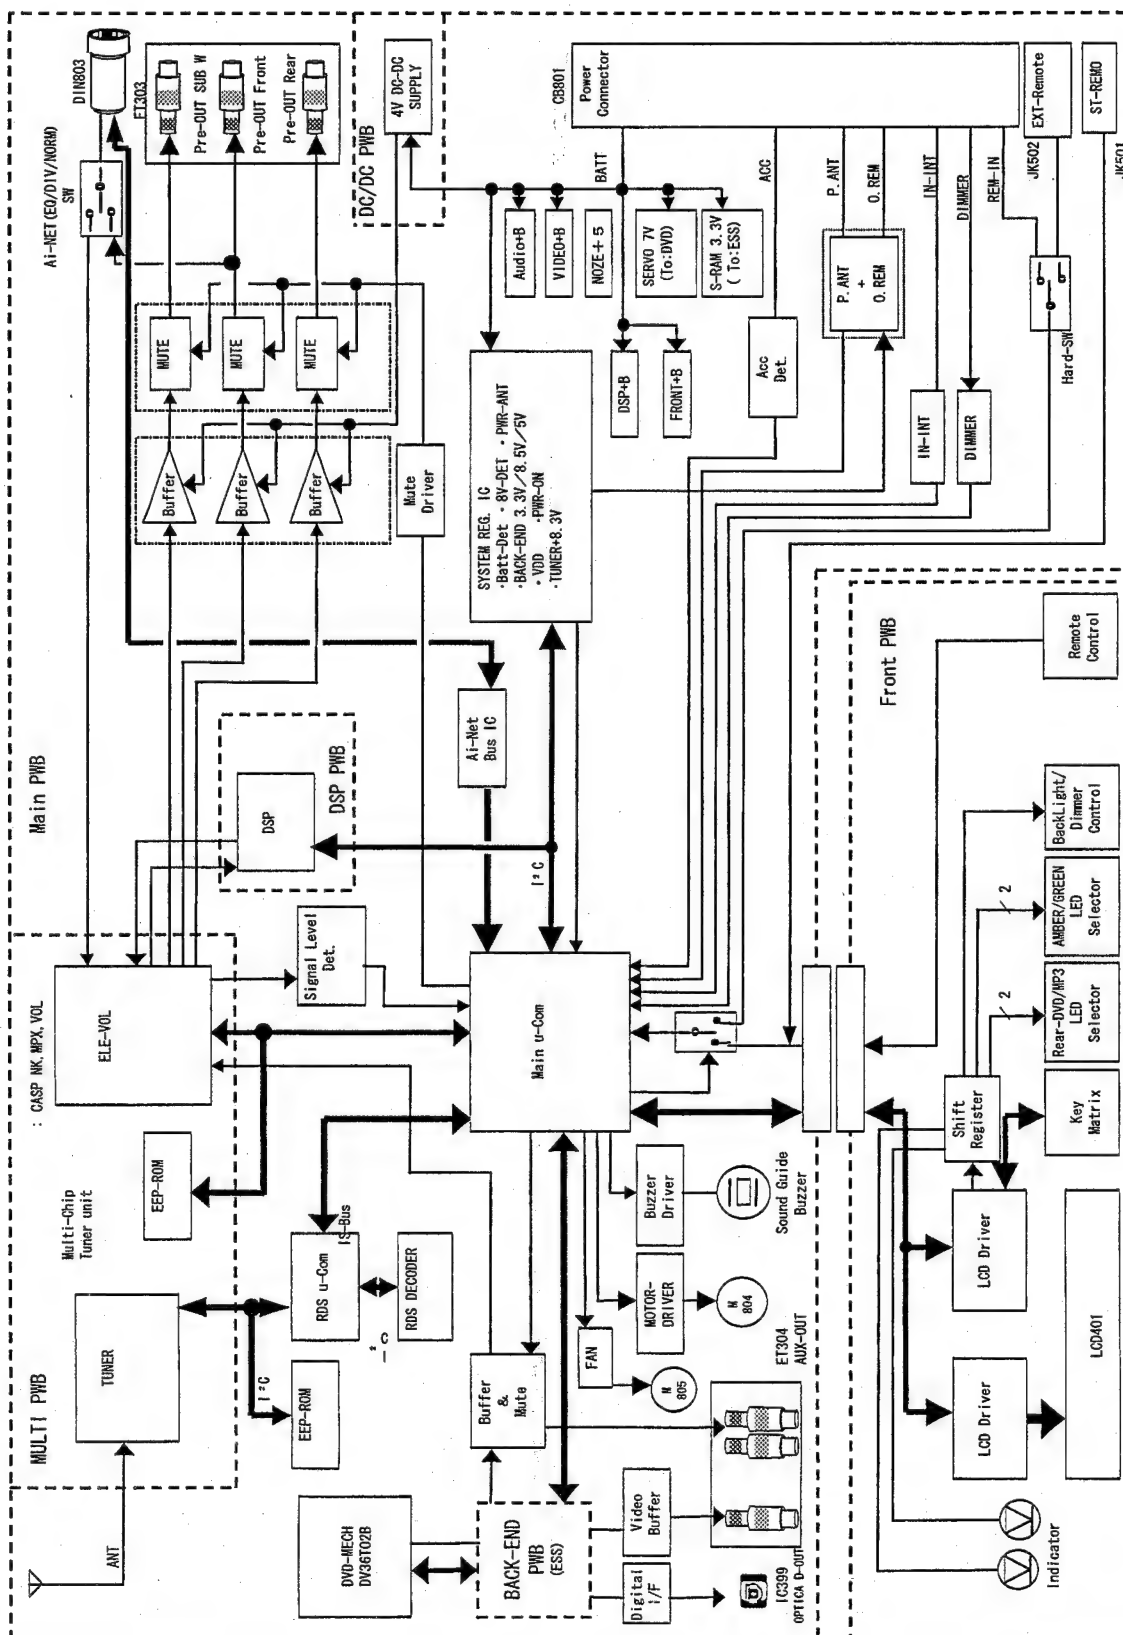 Main PWB
MULTI PWB
DC/DC PWB
DSP PWB
Front PWB
ANT
TUNER
Multi-Chip
Tuner unit
: CASP NK, MPX, VOL
ELE-VOL
EEP-ROM
I²C
EEP-ROM
RDS u-Com
IS-Bus
RDS DECODER
I²C
Signal Level
Det.
DSP
Ai-NET(EQ/DIV/NORM)
SW
DIN803
ET303
Pre-OUT SUB W
Pre-OUT Front
Pre-OUT Rear
MUTE
MUTE
MUTE
Buffer
Buffer
Buffer
Mute
Driver
4V DC-DC
SUPPLY
Ai-Net
Bus IC
I²C
SYSTEM REG. IC
·Batt-Det · 8V-DET · PWR-ANT
·BACK-END 3.3V/8.5V/5V
· VDD ·PWR-ON
·TUNER+8.3V
CB801
Power
Connector
BATT
ACC
P.ANT
O.REM
IN-INT
DIMMER
REM-IN
Audio+B
VIDEO+B
NOZE+5
SERVO 7V
(To:DVD)
S-RAM 3.3V
( To:ESS)
DSP+B
FRONT+B
Acc
Det.
P.ANT
+
O.REM
IN-INT
DIMMER
Hard-SW
EXT-Remote
JK502
ST-REMO
JK501
Main u-Com
DVD-MECH
DV36T02B
BACK-END
PWB
(ESS)
Buffer
&
Mute
FAN
M
805
MOTOR-
DRIVER
M
804
Buzzer
Driver
Sound Guide
Buzzer
Video
Buffer
Digital
I/F
ET304
AUX-OUT
IC399
OPTICA D-OUT
Remote
Control
BackLight/
Dimmer
Control
AMBER/GREEN
LED
Selector
2
Rear-DVD/MP3
LED
Selector
2
Key
Matrix
Shift
Register
LCD Driver
LCD Driver
LCD401
Indicator